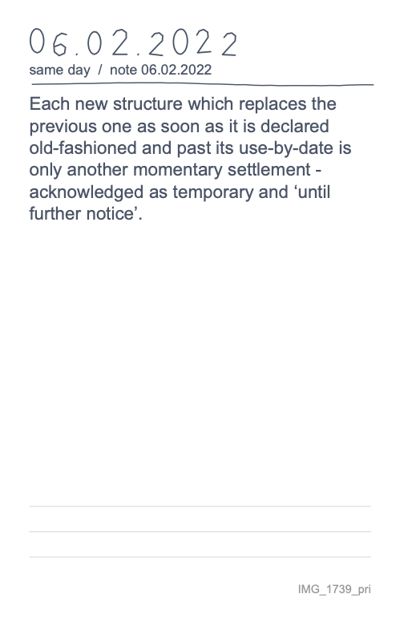 06.02.2022
same day / note 06.02.2022
Each new structure which replaces the
previous one as soon as it is declared
old-fashioned and past its use-by-date is
only another momentary settlement -
acknowledged as temporary and ‘until
further notice’.
IMG_1739_pri